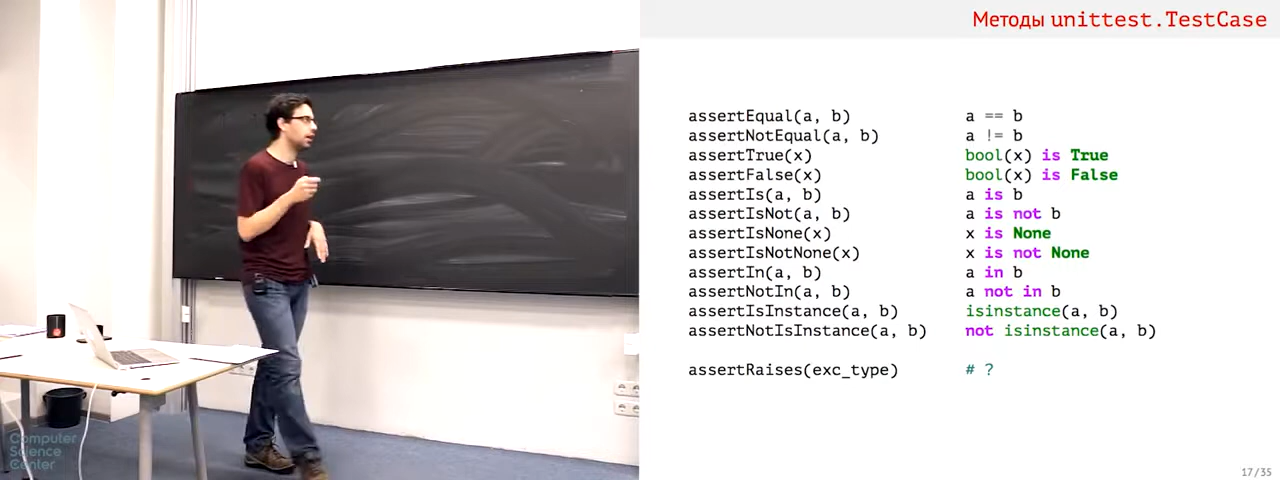 Методы unittest.TestCase
assertEqual(a, b) a == b
assertNotEqual(a, b) a != b
assertTrue(x) bool(x) is True
assertFalse(x) bool(x) is False
assertIs(a, b) a is b
assertIsNot(a, b) a is not b
assertIsNone(x) x is None
assertIsNotNone(x) x is not None
assertIn(a, b) a in b
assertNotIn(a, b) a not in b
assertIsInstance(a, b) isinstance(a, b)
assertNotIsInstance(a, b) not isinstance(a, b)
assertRaises(exc_type) # ?
Computer
Science
Center
17/35